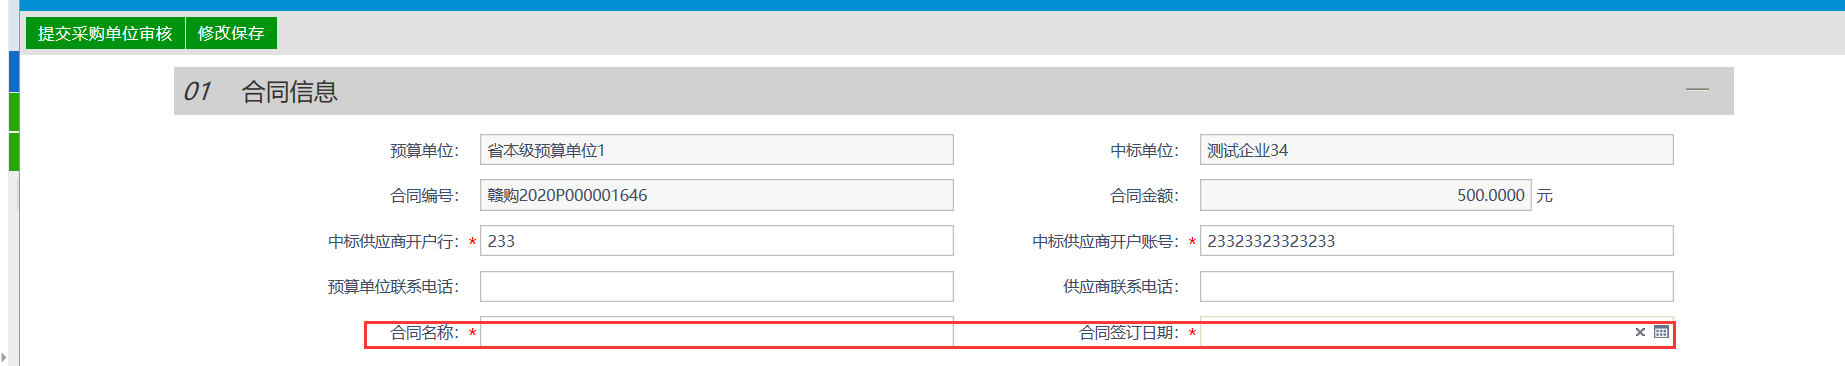 提交采购单位审核 修改保存
01 合同信息
预算单位： 省本级预算单位1 中标单位： 测试企业34
合同编号： 赣购2020P000001646 合同金额： 500.0000 元
中标供应商开户行：* 233 中标供应商开户账号：* 23323323323233
预算单位联系电话： 供应商联系电话：
合同名称：* 合同签订日期：*